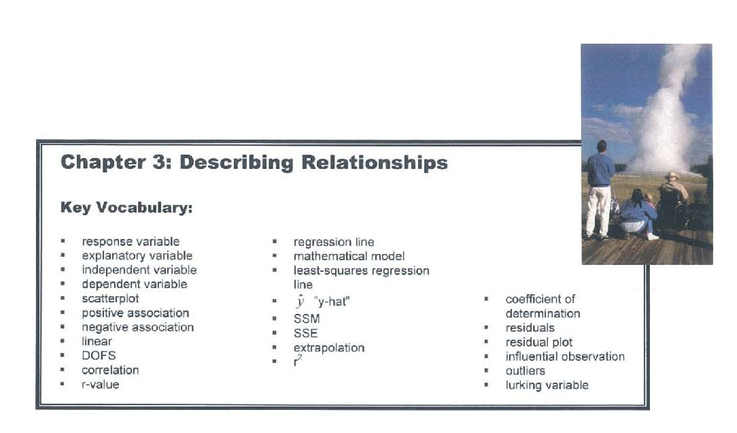 Chapter 3: Describing Relationships
Key Vocabulary:
▪ response variable
▪ explanatory variable
▪ independent variable
▪ dependent variable
▪ scatterplot
▪ positive association
▪ negative association
▪ linear
▪ DOFS
▪ correlation
▪ r-value
▪ regression line
▪ mathematical model
▪ least-squares regression
line
▪ ŷ "y-hat"
▪ SSM
▪ SSE
▪ extrapolation
▪ r²
▪ coefficient of
determination
▪ residuals
▪ residual plot
▪ influential observation
▪ outliers
▪ lurking variable